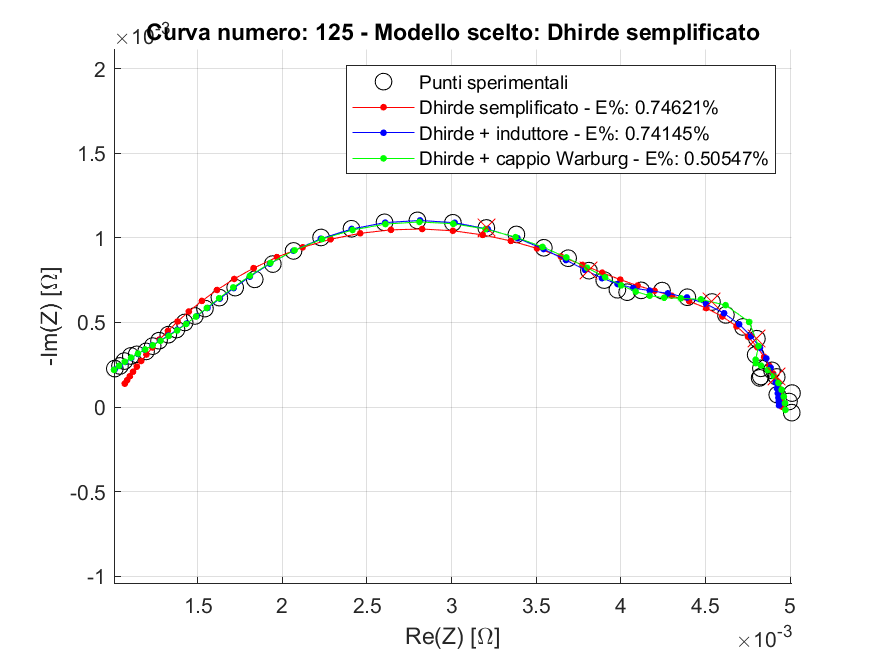 ×10-3
Curva numero: 125 - Modello scelto: Dhirde semplificato
Punti sperimentali
Dhirde semplificato - E%: 0.74621%
Dhirde + induttore - E%: 0.74145%
Dhirde + cappio Warburg - E%: 0.50547%
2
1.5
1
0.5
0
-0.5
-1
-Im(Z) [Ω]
1.5 2 2.5 3 3.5 4 4.5 5
Re(Z) [Ω]
×10-3